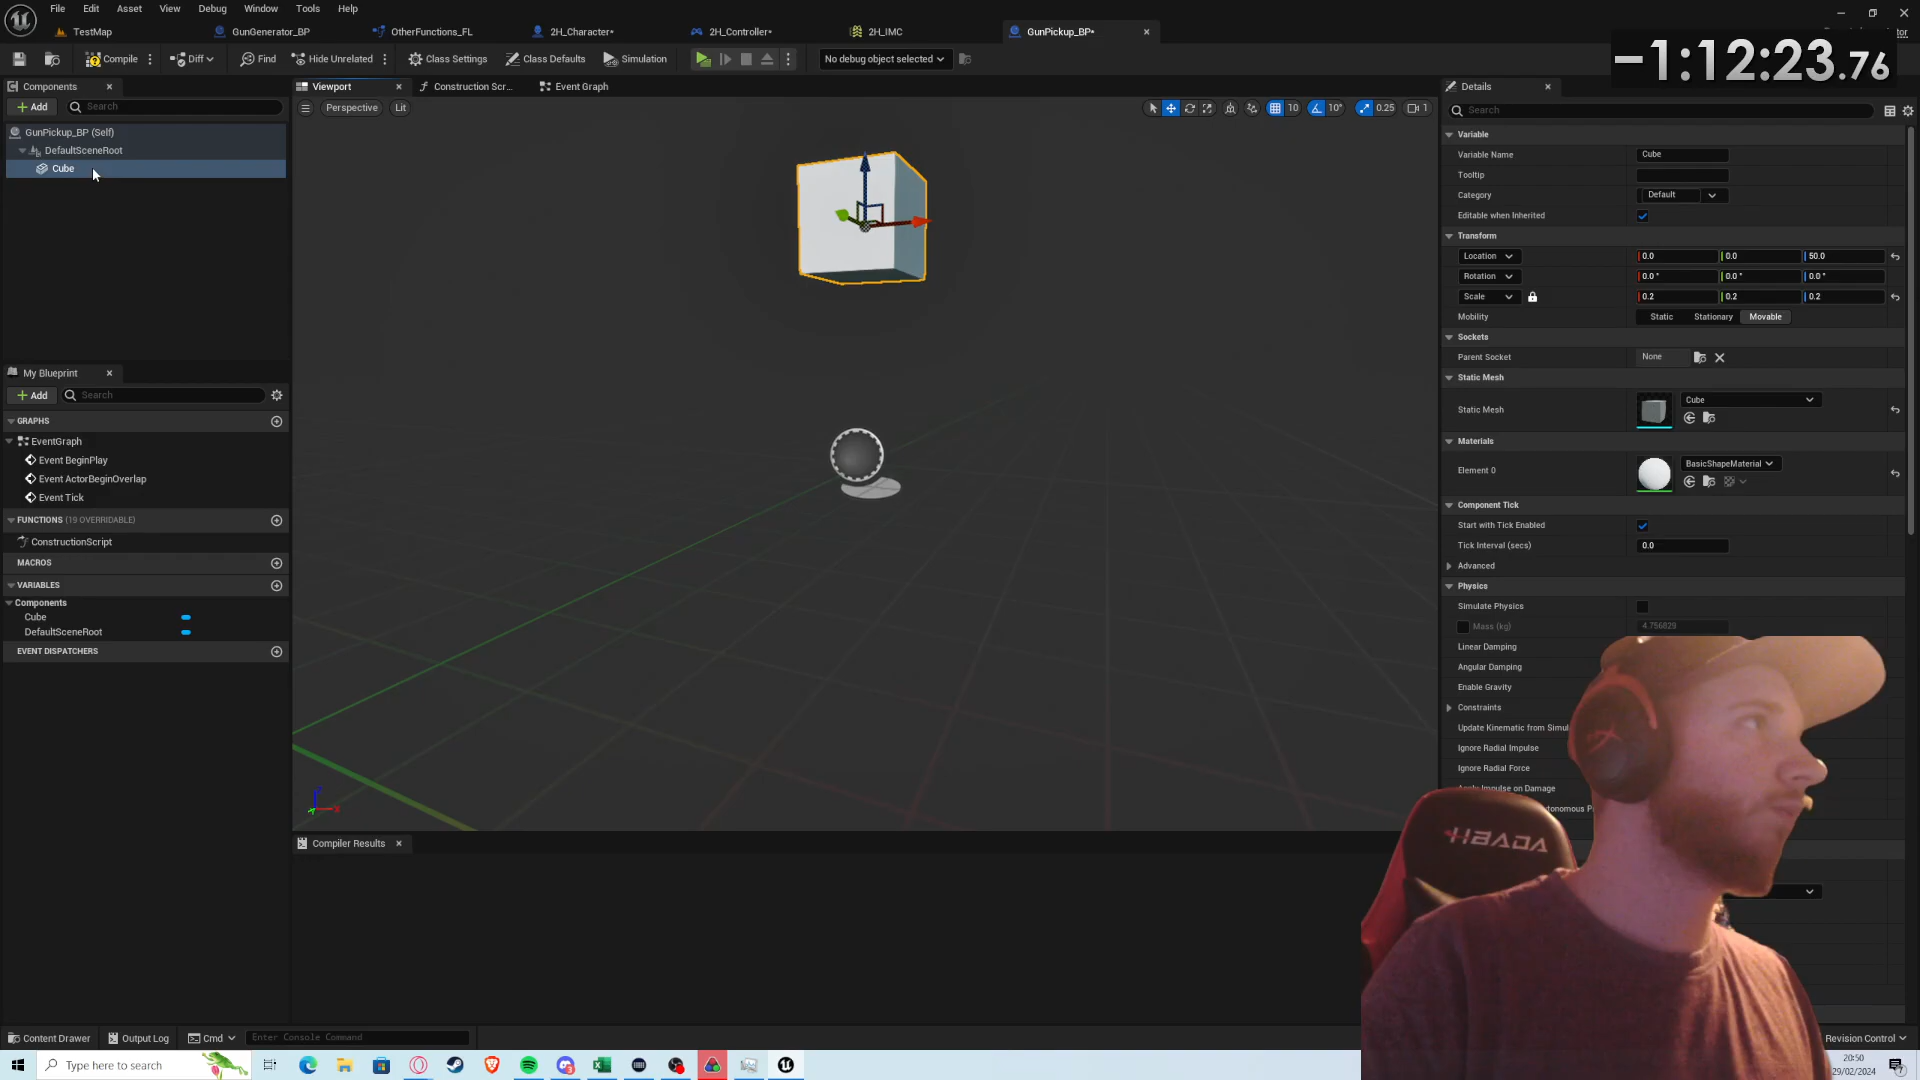 File Edit Asset View Window Debug Tools Help
TestMap GunGenerator_BP OtherFunctions_FL 2H_Character* 2H_Controller* 2H_IMC GunPickup_BP*
-1:12:23.76
Compile Diff Find Hide Unrelated Class Settings Class Defaults Simulation No debug object selected
Components
Add Search
GunPickup_BP (Self)
DefaultSceneRoot
Cube
My Blueprint
Add Search
GRAPHS
EventGraph
Event BeginPlay
Event ActorBeginOverlap
Event Tick
FUNCTIONS (19 OVERRIDABLE)
ConstructionScript
MACROS
VARIABLES
Components
Cube
DefaultSceneRoot
EVENT DISPATCHERS
Viewport Construction Scr... Event Graph
Perspective Lit
10 10° 0.25 1
Compiler Results
Details
Search
Variable
Variable Name Cube
Tooltip
Category Default
Editable when Inherited
Transform
Location 0.0 0.0 50.0
Rotation 0.0 ° 0.0 ° 0.0 °
Scale 0.2 0.2 0.2
Mobility Static Stationary Movable
Sockets
Parent Socket None
Static Mesh
Static Mesh Cube
Materials
Element 0 BasicShapeMaterial
Component Tick
Start with Tick Enabled
Tick Interval (secs) 0.0
Advanced
Physics
Simulate Physics
Mass (kg) 4.756829
Linear Damping
Angular Damping
Enable Gravity
Constraints
Update Kinematic from Simul
Ignore Radial Impulse
Ignore Radial Force
Apply Impulse on Damage
HBADA
Content Drawer Output Log Cmd Enter Console Command
Revision Control
Type here to search
20:50
29/02/2024